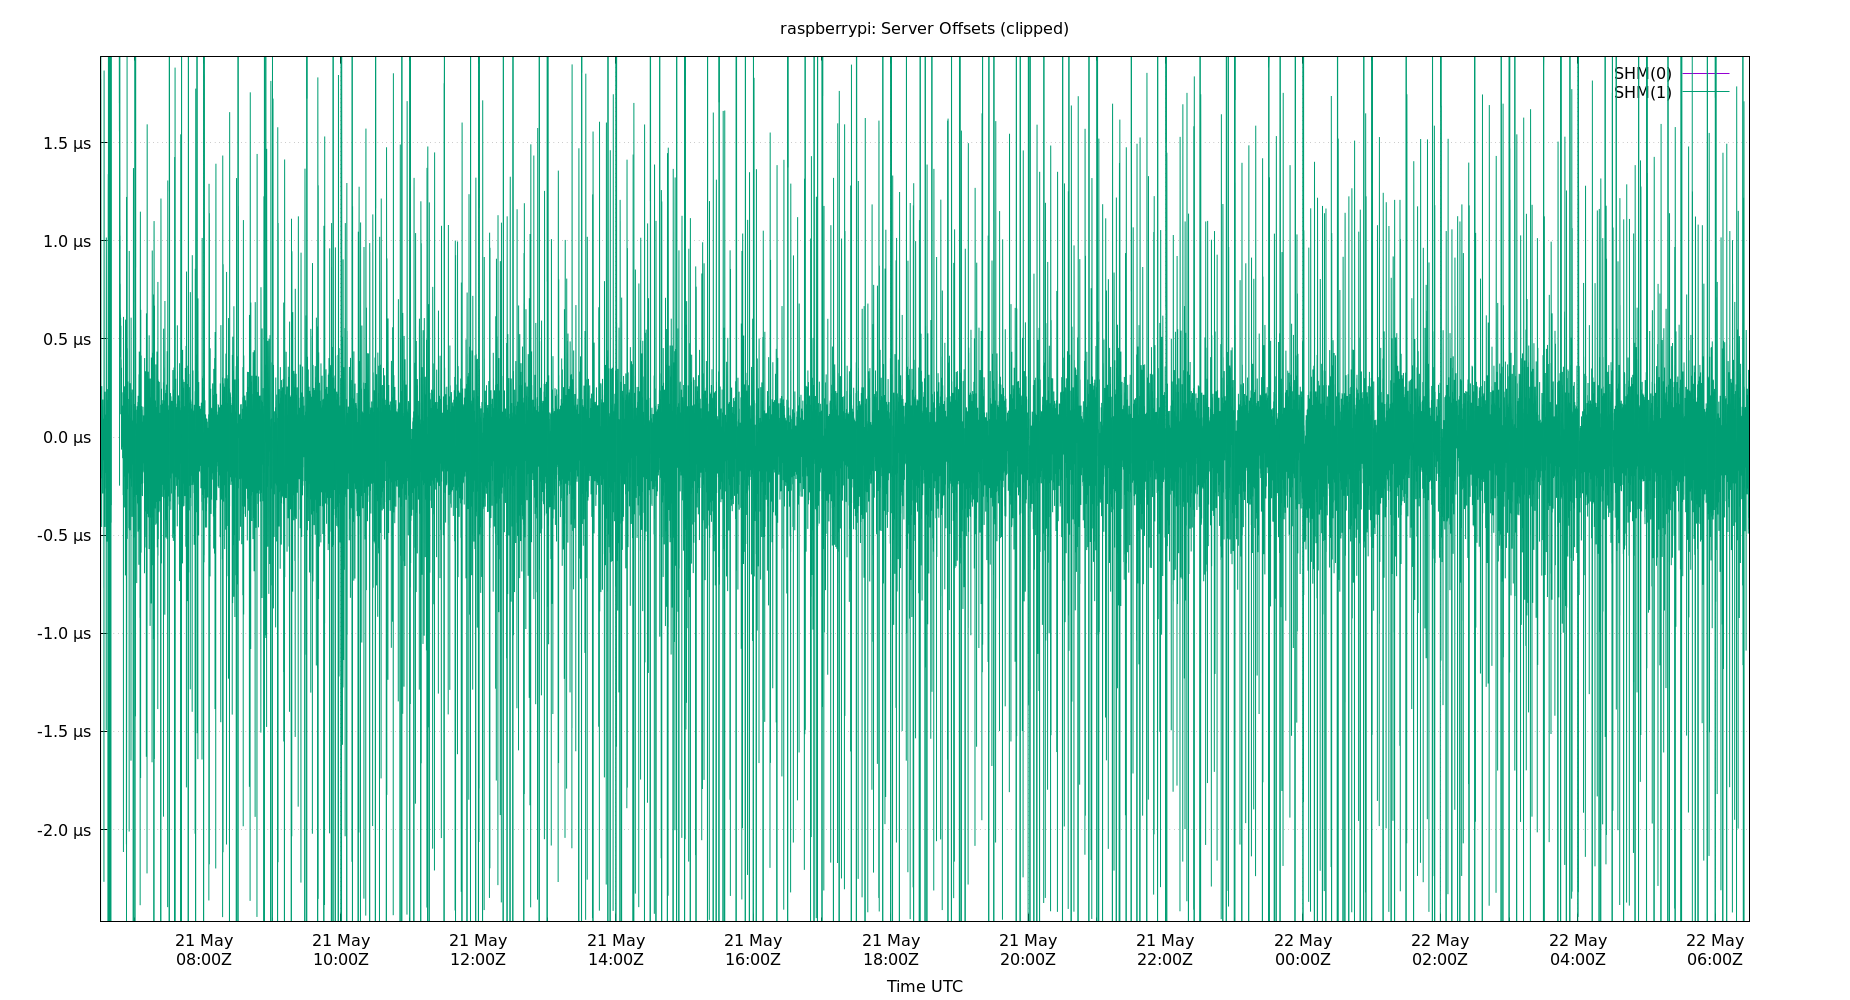 raspberrypi: Server Offsets (clipped)
SHM(0)
SHM(1)
1.5 µs
1.0 µs
0.5 µs
0.0 µs
-0.5 µs
-1.0 µs
-1.5 µs
-2.0 µs
21 May 21 May 21 May 21 May 21 May 21 May 21 May 21 May 22 May 22 May 22 May 22 May
08:00Z 10:00Z 12:00Z 14:00Z 16:00Z 18:00Z 20:00Z 22:00Z 00:00Z 02:00Z 04:00Z 06:00Z
Time UTC